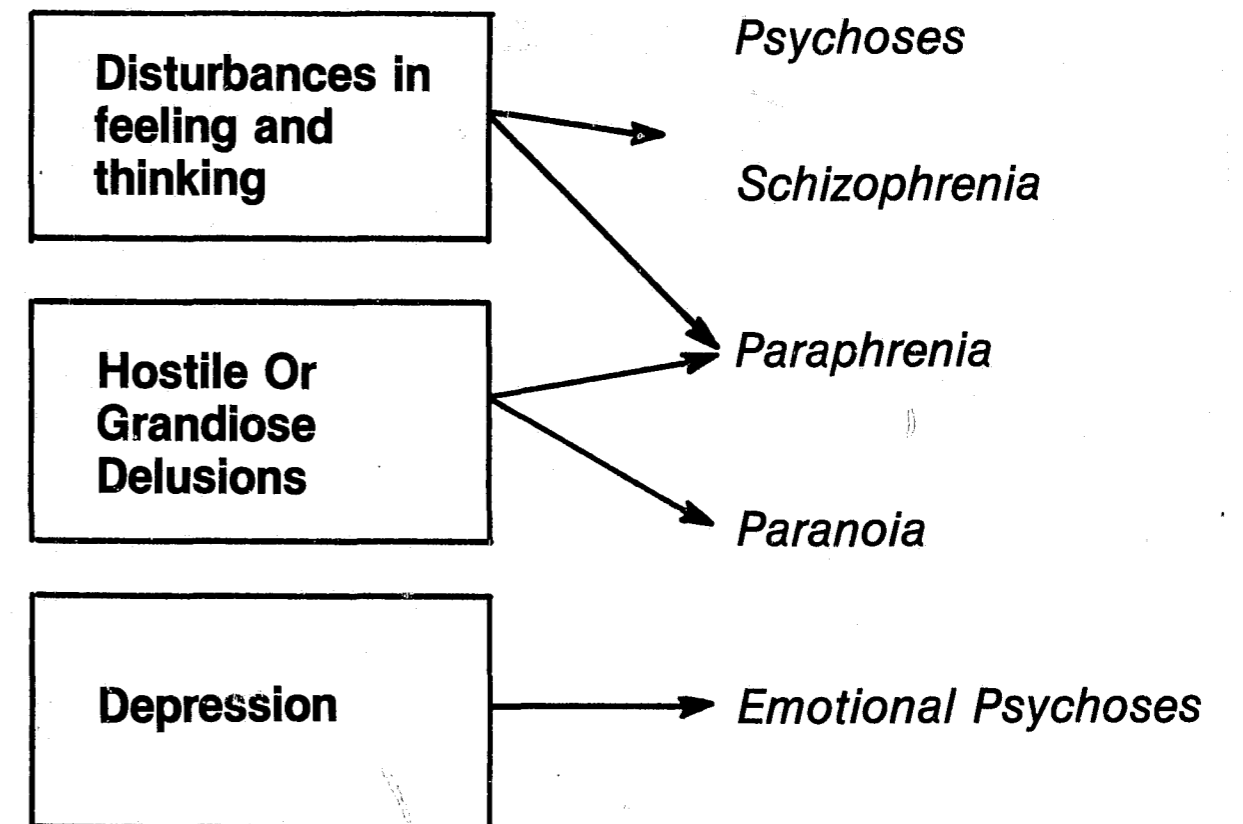 Disturbances in
feeling and
thinking
Hostile Or
Grandiose
Delusions
Depression
Psychoses
Schizophrenia
Paraphrenia
Paranoia
Emotional Psychoses